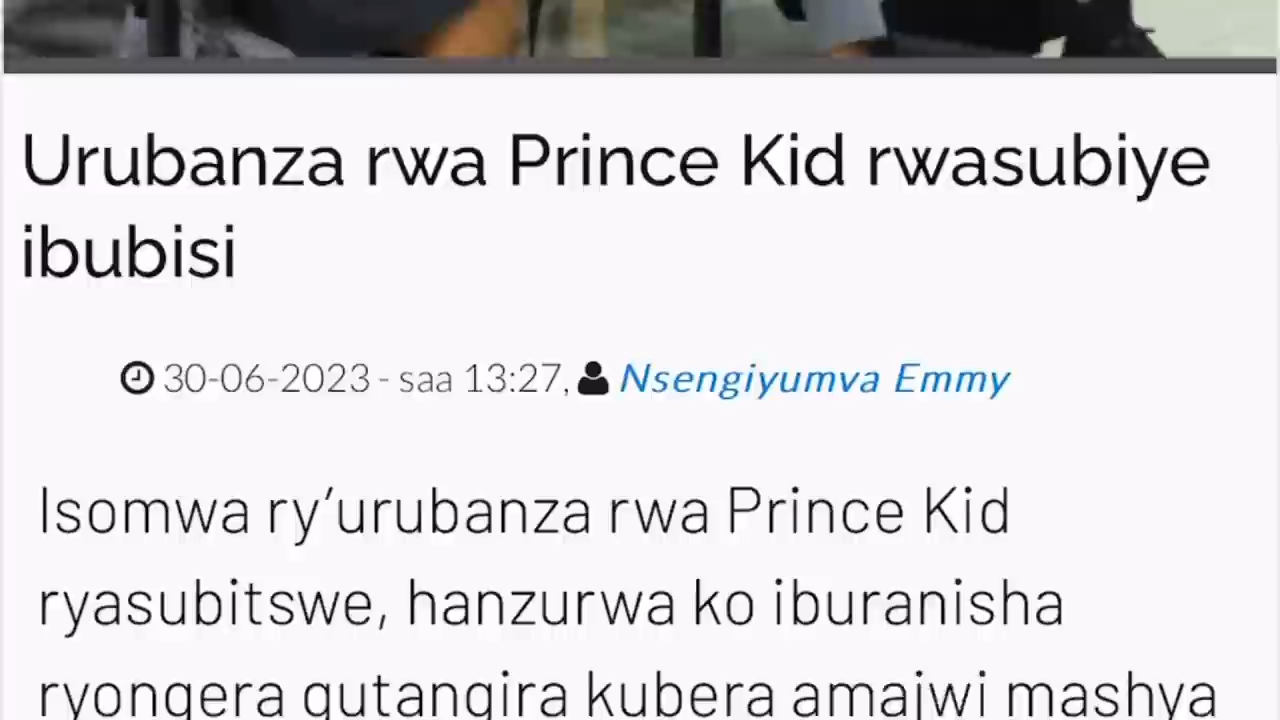 Urubanza rwa Prince Kid rwasubiye
ibubisi
30-06-2023 - saa 13:27, Nsengiyumva Emmy
Isomwa ry’urubanza rwa Prince Kid
ryasubitswe, hanzurwa ko iburanisha
ryongera gutangira kubera amajwi mashya